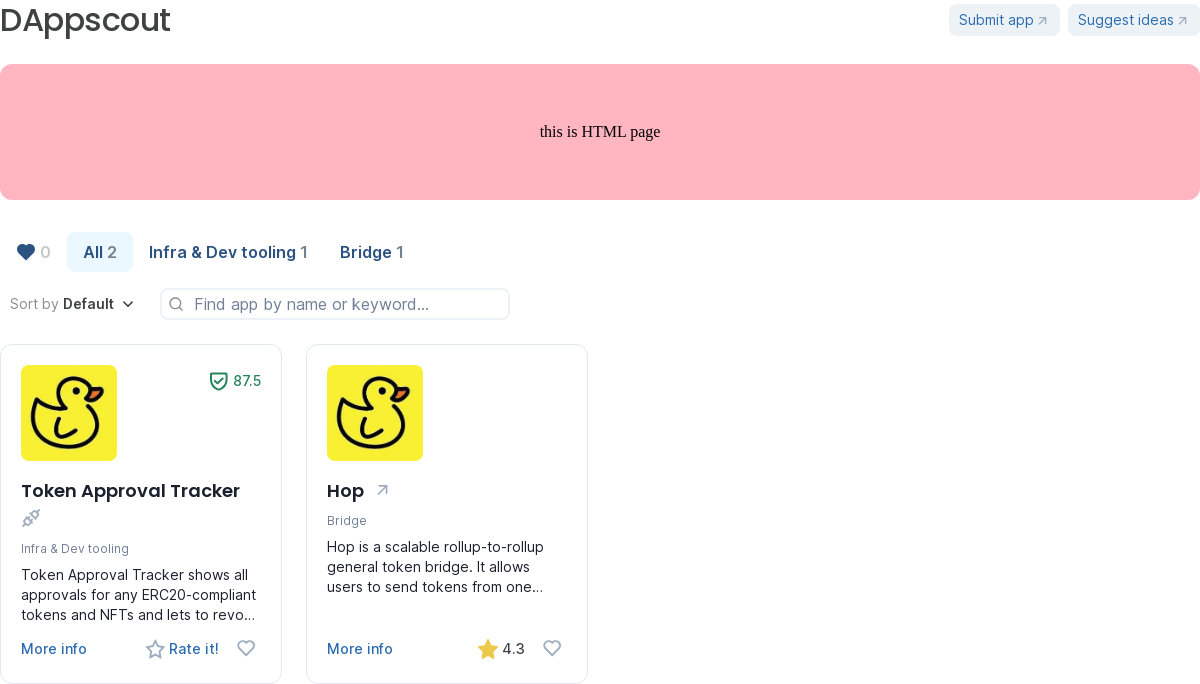 DAppscout
Submit app
Suggest ideas
this is HTML page
0
All 2
Infra & Dev tooling 1
Bridge 1
Sort by Default
Find app by name or keyword...
87.5
Token Approval Tracker
Infra & Dev tooling
Token Approval Tracker shows all
approvals for any ERC20-compliant
tokens and NFTs and lets to revo...
More info
Rate it!
Hop
Bridge
Hop is a scalable rollup-to-rollup
general token bridge. It allows
users to send tokens from one...
More info
4.3